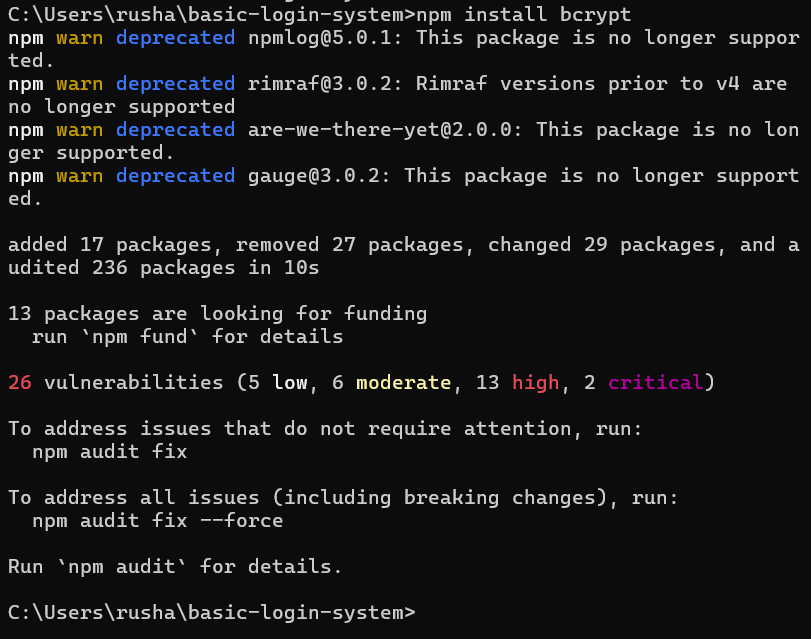 C:\Users\rusha\basic-login-system>npm install bcrypt
npm warn deprecated npmlog@5.0.1: This package is no longer suppor
ted.
npm warn deprecated rimraf@3.0.2: Rimraf versions prior to v4 are
no longer supported
npm warn deprecated are-we-there-yet@2.0.0: This package is no lon
ger supported.
npm warn deprecated gauge@3.0.2: This package is no longer support
ed.
added 17 packages, removed 27 packages, changed 29 packages, and a
udited 236 packages in 10s
13 packages are looking for funding
  run `npm fund` for details
26 vulnerabilities (5 low, 6 moderate, 13 high, 2 critical)
To address issues that do not require attention, run:
  npm audit fix
To address all issues (including breaking changes), run:
  npm audit fix --force
Run `npm audit` for details.
C:\Users\rusha\basic-login-system>